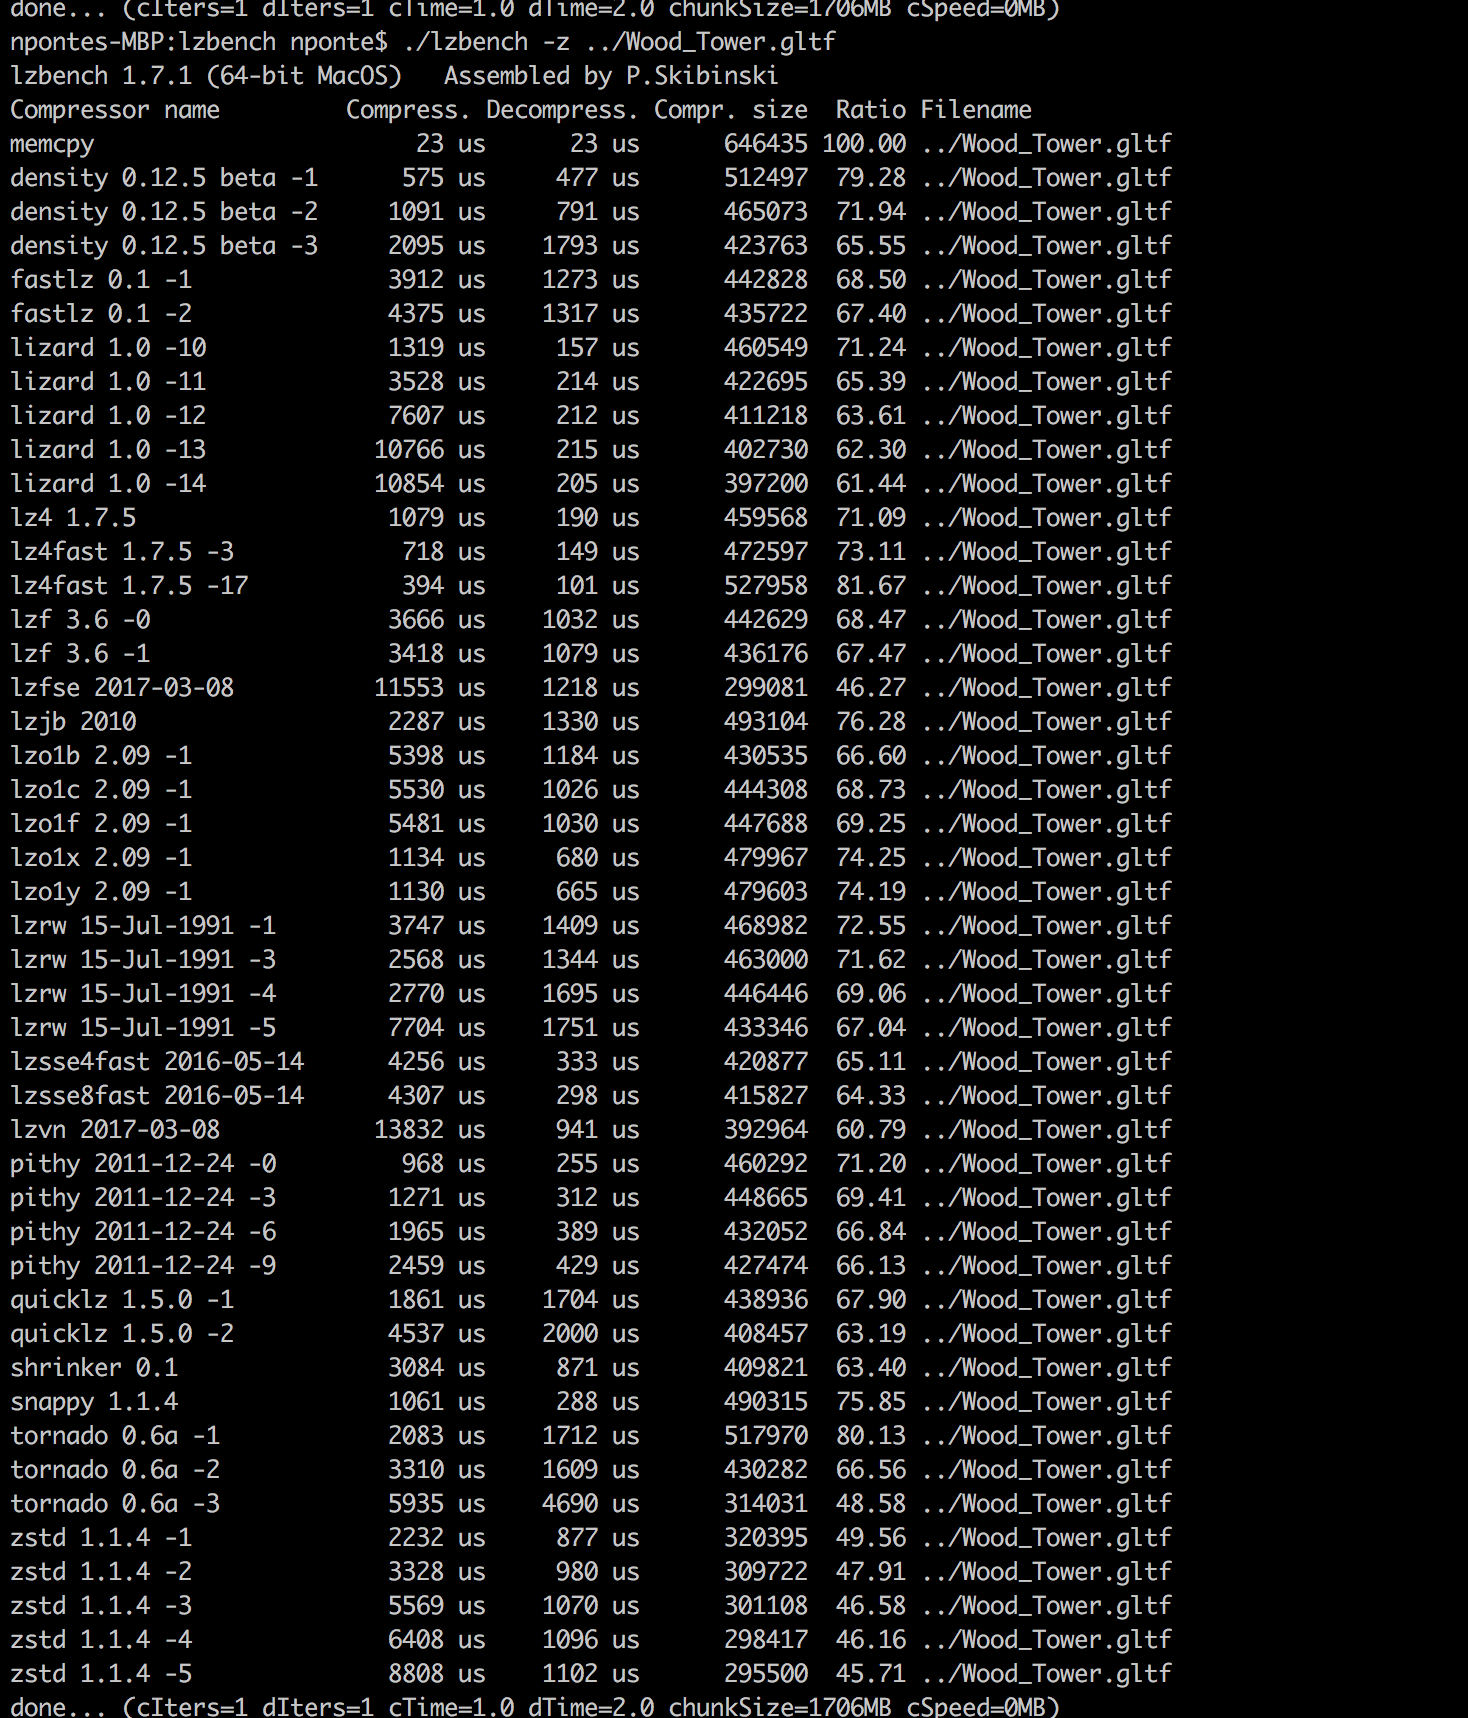 done... (cIters=1 dIters=1 cTime=1.0 dTime=2.0 chunkSize=1706MB cSpeed=0MB)
npontes-MBP:lzbench nponte$ ./lzbench -z ../Wood_Tower.gltf
lzbench 1.7.1 (64-bit MacOS)   Assembled by P.Skibinski
Compressor name         Compress. Decompress. Compr. size  Ratio Filename
memcpy                       23 us      23 us      646435 100.00 ../Wood_Tower.gltf
density 0.12.5 beta -1      575 us     477 us      512497  79.28 ../Wood_Tower.gltf
density 0.12.5 beta -2     1091 us     791 us      465073  71.94 ../Wood_Tower.gltf
density 0.12.5 beta -3     2095 us    1793 us      423763  65.55 ../Wood_Tower.gltf
fastlz 0.1 -1              3912 us    1273 us      442828  68.50 ../Wood_Tower.gltf
fastlz 0.1 -2              4375 us    1317 us      435722  67.40 ../Wood_Tower.gltf
lizard 1.0 -10             1319 us     157 us      460549  71.24 ../Wood_Tower.gltf
lizard 1.0 -11             3528 us     214 us      422695  65.39 ../Wood_Tower.gltf
lizard 1.0 -12             7607 us     212 us      411218  63.61 ../Wood_Tower.gltf
lizard 1.0 -13            10766 us     215 us      402730  62.30 ../Wood_Tower.gltf
lizard 1.0 -14            10854 us     205 us      397200  61.44 ../Wood_Tower.gltf
lz4 1.7.5                  1079 us     190 us      459568  71.09 ../Wood_Tower.gltf
lz4fast 1.7.5 -3            718 us     149 us      472597  73.11 ../Wood_Tower.gltf
lz4fast 1.7.5 -17           394 us     101 us      527958  81.67 ../Wood_Tower.gltf
lzf 3.6 -0                 3666 us    1032 us      442629  68.47 ../Wood_Tower.gltf
lzf 3.6 -1                 3418 us    1079 us      436176  67.47 ../Wood_Tower.gltf
lzfse 2017-03-08          11553 us    1218 us      299081  46.27 ../Wood_Tower.gltf
lzjb 2010                  2287 us    1330 us      493104  76.28 ../Wood_Tower.gltf
lzo1b 2.09 -1              5398 us    1184 us      430535  66.60 ../Wood_Tower.gltf
lzo1c 2.09 -1              5530 us    1026 us      444308  68.73 ../Wood_Tower.gltf
lzo1f 2.09 -1              5481 us    1030 us      447688  69.25 ../Wood_Tower.gltf
lzo1x 2.09 -1              1134 us     680 us      479967  74.25 ../Wood_Tower.gltf
lzo1y 2.09 -1              1130 us     665 us      479603  74.19 ../Wood_Tower.gltf
lzrw 15-Jul-1991 -1        3747 us    1409 us      468982  72.55 ../Wood_Tower.gltf
lzrw 15-Jul-1991 -3        2568 us    1344 us      463000  71.62 ../Wood_Tower.gltf
lzrw 15-Jul-1991 -4        2770 us    1695 us      446446  69.06 ../Wood_Tower.gltf
lzrw 15-Jul-1991 -5        7704 us    1751 us      433346  67.04 ../Wood_Tower.gltf
lzsse4fast 2016-05-14      4256 us     333 us      420877  65.11 ../Wood_Tower.gltf
lzsse8fast 2016-05-14      4307 us     298 us      415827  64.33 ../Wood_Tower.gltf
lzvn 2017-03-08           13832 us     941 us      392964  60.79 ../Wood_Tower.gltf
pithy 2011-12-24 -0         968 us     255 us      460292  71.20 ../Wood_Tower.gltf
pithy 2011-12-24 -3        1271 us     312 us      448665  69.41 ../Wood_Tower.gltf
pithy 2011-12-24 -6        1965 us     389 us      432052  66.84 ../Wood_Tower.gltf
pithy 2011-12-24 -9        2459 us     429 us      427474  66.13 ../Wood_Tower.gltf
quicklz 1.5.0 -1           1861 us    1704 us      438936  67.90 ../Wood_Tower.gltf
quicklz 1.5.0 -2           4537 us    2000 us      408457  63.19 ../Wood_Tower.gltf
shrinker 0.1               3084 us     871 us      409821  63.40 ../Wood_Tower.gltf
snappy 1.1.4               1061 us     288 us      490315  75.85 ../Wood_Tower.gltf
tornado 0.6a -1            2083 us    1712 us      517970  80.13 ../Wood_Tower.gltf
tornado 0.6a -2            3310 us    1609 us      430282  66.56 ../Wood_Tower.gltf
tornado 0.6a -3            5935 us    4690 us      314031  48.58 ../Wood_Tower.gltf
zstd 1.1.4 -1              2232 us     877 us      320395  49.56 ../Wood_Tower.gltf
zstd 1.1.4 -2              3328 us     980 us      309722  47.91 ../Wood_Tower.gltf
zstd 1.1.4 -3              5569 us    1070 us      301108  46.58 ../Wood_Tower.gltf
zstd 1.1.4 -4              6408 us    1096 us      298417  46.16 ../Wood_Tower.gltf
zstd 1.1.4 -5              8808 us    1102 us      295500  45.71 ../Wood_Tower.gltf
done... (cIters=1 dIters=1 cTime=1.0 dTime=2.0 chunkSize=1706MB cSpeed=0MB)